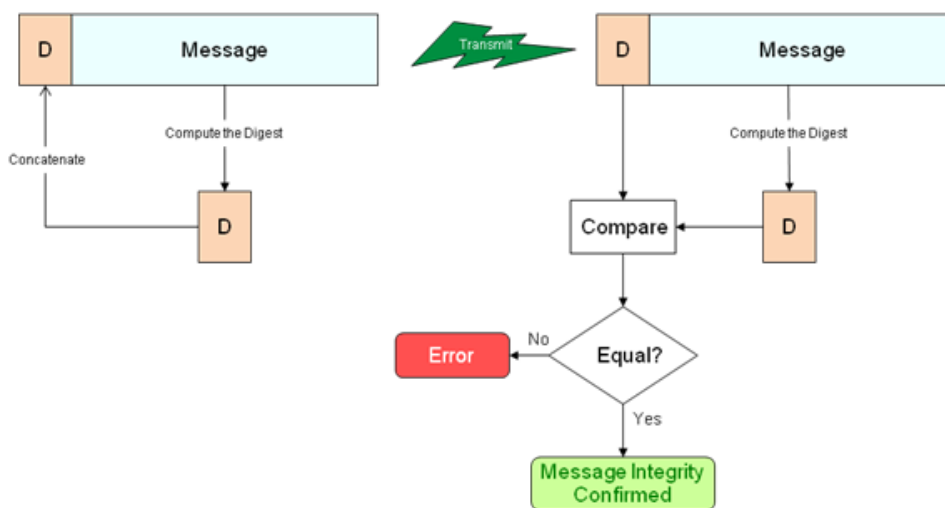 D
Message
Transmit
D
Message
Compute the Digest
Concatenate
D
Compute the Digest
Compare
D
Error
No
Equal?
Yes
Message Integrity
Confirmed